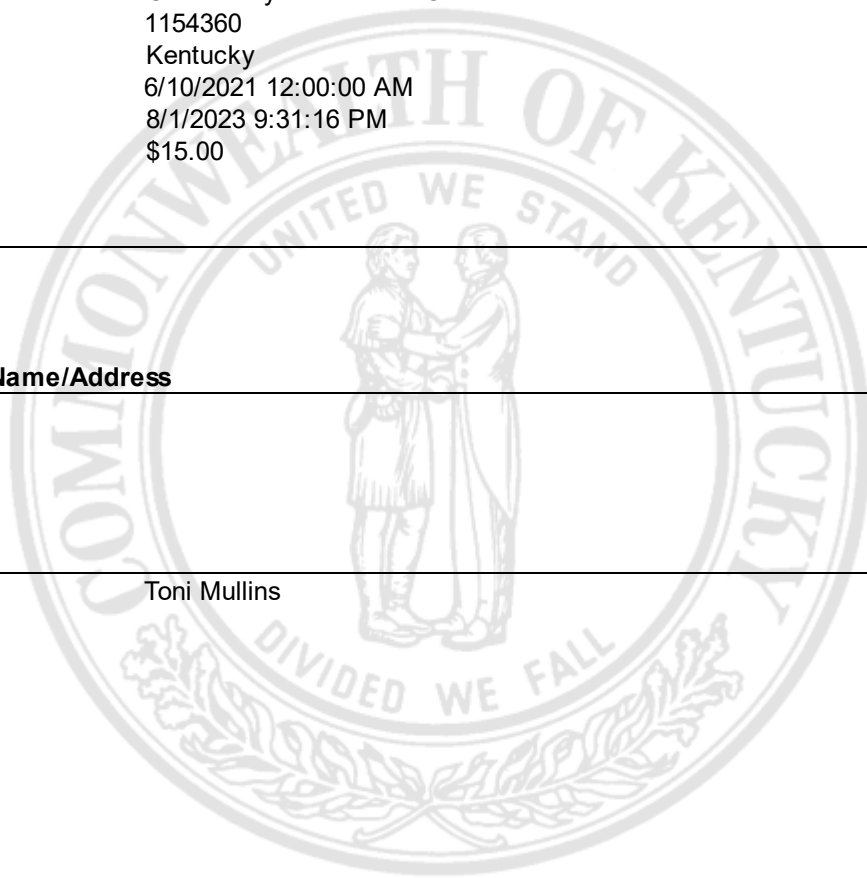 1154360
Kentucky
6/10/2021 12:00:00 AM
8/1/2023 9:31:16 PM
$15.00
COMMONWEALTH OF KENTUCKY
UNITED WE STAND
Name/Address
Toni Mullins
DIVIDED WE FALL